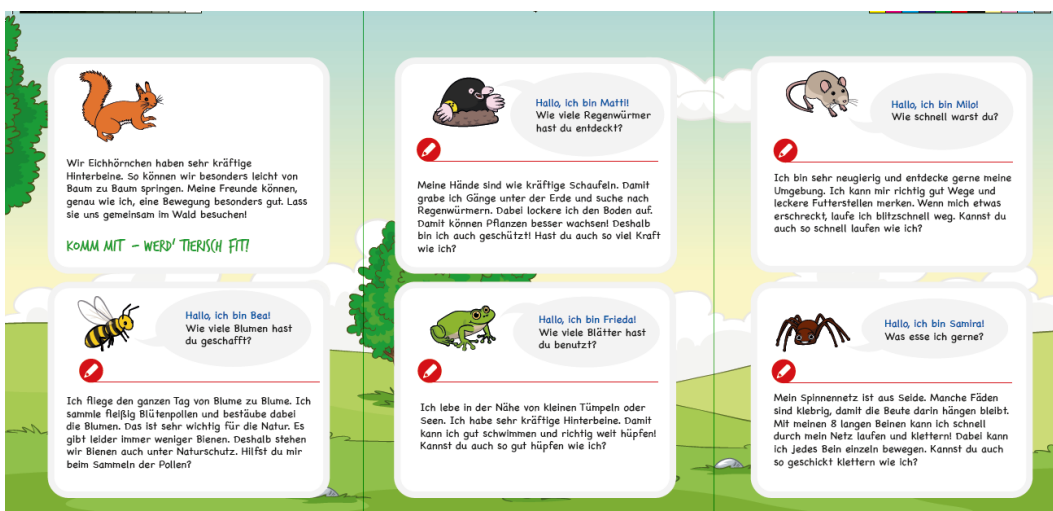 Wir Eichhörnchen haben sehr kräftige
Hinterbeine. So können wir besonders leicht von
Baum zu Baum springen. Meine Freunde können,
genau wie ich, eine Bewegung besonders gut. Lass
sie uns gemeinsam im Wald besuchen!
KOMM MIT – WERD' TIERISCH FIT!
Hallo, ich bin Bea!
Wie viele Blumen hast
du geschafft?
Ich fliege den ganzen Tag von Blume zu Blume. Ich
sammle fleißig Blütenpollen und bestäube dabei
die Blumen. Das ist sehr wichtig für die Natur. Es
gibt leider immer weniger Bienen. Deshalb stehen
wir Bienen auch unter Naturschutz. Hilfst du mir
beim Sammeln der Pollen?
Hallo, ich bin Matti!
Wie viele Regenwürmer
hast du entdeckt?
Meine Hände sind wie kräftige Schaufeln. Damit
grabe ich Gänge unter der Erde und suche nach
Regenwürmern. Dabei lockere ich den Boden auf.
Damit können Pflanzen besser wachsen! Deshalb
bin ich auch geschützt! Hast du auch so viel Kraft
wie ich?
Hallo, ich bin Frieda!
Wie viele Blätter hast
du benutzt?
Ich lebe in der Nähe von kleinen Tümpeln oder
Seen. Ich habe sehr kräftige Hinterbeine. Damit
kann ich gut schwimmen und richtig weit hüpfen!
Kannst du auch so gut hüpfen wie ich?
Hallo, ich bin Milo!
Wie schnell warst du?
Ich bin sehr neugierig und entdecke gerne meine
Umgebung. Ich kann mir richtig gut Wege und
leckere Futterstellen merken. Wenn mich etwas
erschreckt, laufe ich blitzschnell weg. Kannst du
auch so schnell laufen wie ich?
Hallo, ich bin Samira!
Was esse ich gerne?
Mein Spinnennetz ist aus Seide. Manche Fäden
sind klebrig, damit die Beute darin hängen bleibt.
Mit meinen 8 langen Beinen kann ich schnell
durch mein Netz laufen und klettern! Dabei kann
ich jedes Bein einzeln bewegen. Kannst du auch
so geschickt klettern wie ich?